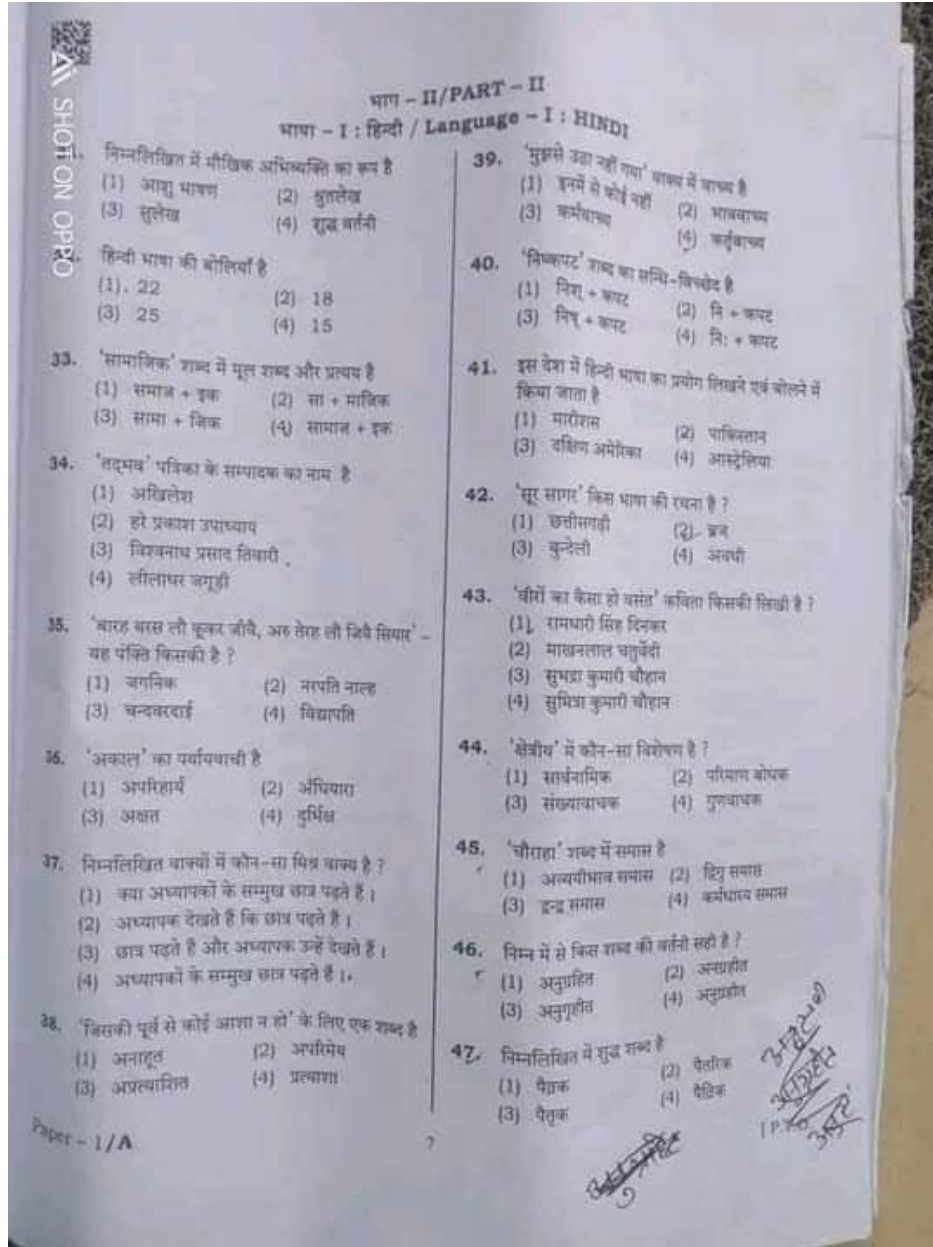 SHOT ON OPPO
भाग – II/PART – II
भाषा – I : हिन्दी / Language – I : HINDI
निम्नलिखित में मौखिक अभिव्यक्ति का रूप है
(1) आशु भाषण (2) श्रुतलेख
(3) सुलेख (4) शुद्ध वर्तनी
हिन्दी भाषा की बोलियाँ है
(1). 22 (2) 18
(3) 25 (4) 15
33. 'सामाजिक' शब्द में मूल शब्द और प्रत्यय है
(1) समाज + इक (2) सा + माजिक
(3) सामा + जिक (4) सामाज + इक
34. 'तद्भव' पत्रिका के सम्पादक का नाम है
(1) अखिलेश
(2) हरे प्रकाश उपाध्याय
(3) विश्वनाथ प्रसाद तिवारी
(4) लीलाधर जगूड़ी
35. 'बारह बरस लौ कूकर जीवै, अरु तेरह लौ जिवै सियार' –
यह पंक्ति किसकी है ?
(1) जगनिक (2) नरपति नाल्ह
(3) चन्दवरदाई (4) विद्यापति
36. 'अकाल' का पर्यायवाची है
(1) अपरिहार्य (2) अँधियारा
(3) अक्षत (4) दुर्भिक्ष
37. निम्नलिखित वाक्यों में कौन-सा मिश्र वाक्य है ?
(1) क्या अध्यापकों के सम्मुख छात्र पढ़ते हैं ।
(2) अध्यापक देखते हैं कि छात्र पढ़ते हैं ।
(3) छात्र पढ़ते है और अध्यापक उन्हें देखते हैं ।
(4) अध्यापकों के सम्मुख छात्र पढ़ते हैं ।
38. 'जिसकी पूर्व से कोई आशा न हो' के लिए एक शब्द है
(1) अनाहूत (2) अपरिमेय
(3) अप्रत्याशित (4) प्रत्याशा
Paper – 1/A
7
39. 'मुझसे उठा नहीं गया' वाक्य में वाच्य है
(1) इनमें से कोई नहीं (2) भाववाच्य
(3) कर्मवाच्य (4) कर्तृवाच्य
40. 'निष्कपट' शब्द का सन्धि-विच्छेद है
(1) निश् + कपट (2) नि + कपट
(3) निष् + कपट (4) नि: + कपट
41. इस देश में हिन्दी भाषा का प्रयोग लिखने एवं बोलने में
किया जाता है
(1) मारीशस (2) पाकिस्तान
(3) दक्षिण अमेरिका (4) आस्ट्रेलिया
42. 'सूर सागर' किस भाषा की रचना है ?
(1) छत्तीसगढ़ी (2) ब्रज
(3) बुन्देली (4) अवधी
43. 'वीरों का कैसा हो वसंत' कविता किसकी लिखी है ?
(1) रामधारी सिंह दिनकर
(2) माखनलाल चतुर्वेदी
(3) सुभद्रा कुमारी चौहान
(4) सुमित्रा कुमारी चौहान
44. 'क्षेत्रीय' में कौन-सा विशेषण है ?
(1) सार्वनामिक (2) परिमाण बोधक
(3) संख्यावाचक (4) गुणवाचक
45. 'चौराहा' शब्द में समास है
(1) अव्ययीभाव समास (2) द्विगु समास
(3) द्वन्द्व समास (4) कर्मधारय समास
46. निम्न में से किस शब्द की वर्तनी सही है ?
(1) अनुग्रहित (2)
(3) अनुगृहीत (4) अनुग्रहीत
47. निम्नलिखित में शुद्ध शब्द है
(1) (2) पैतरिक
(3) पैतृक (4) पैत्रिक